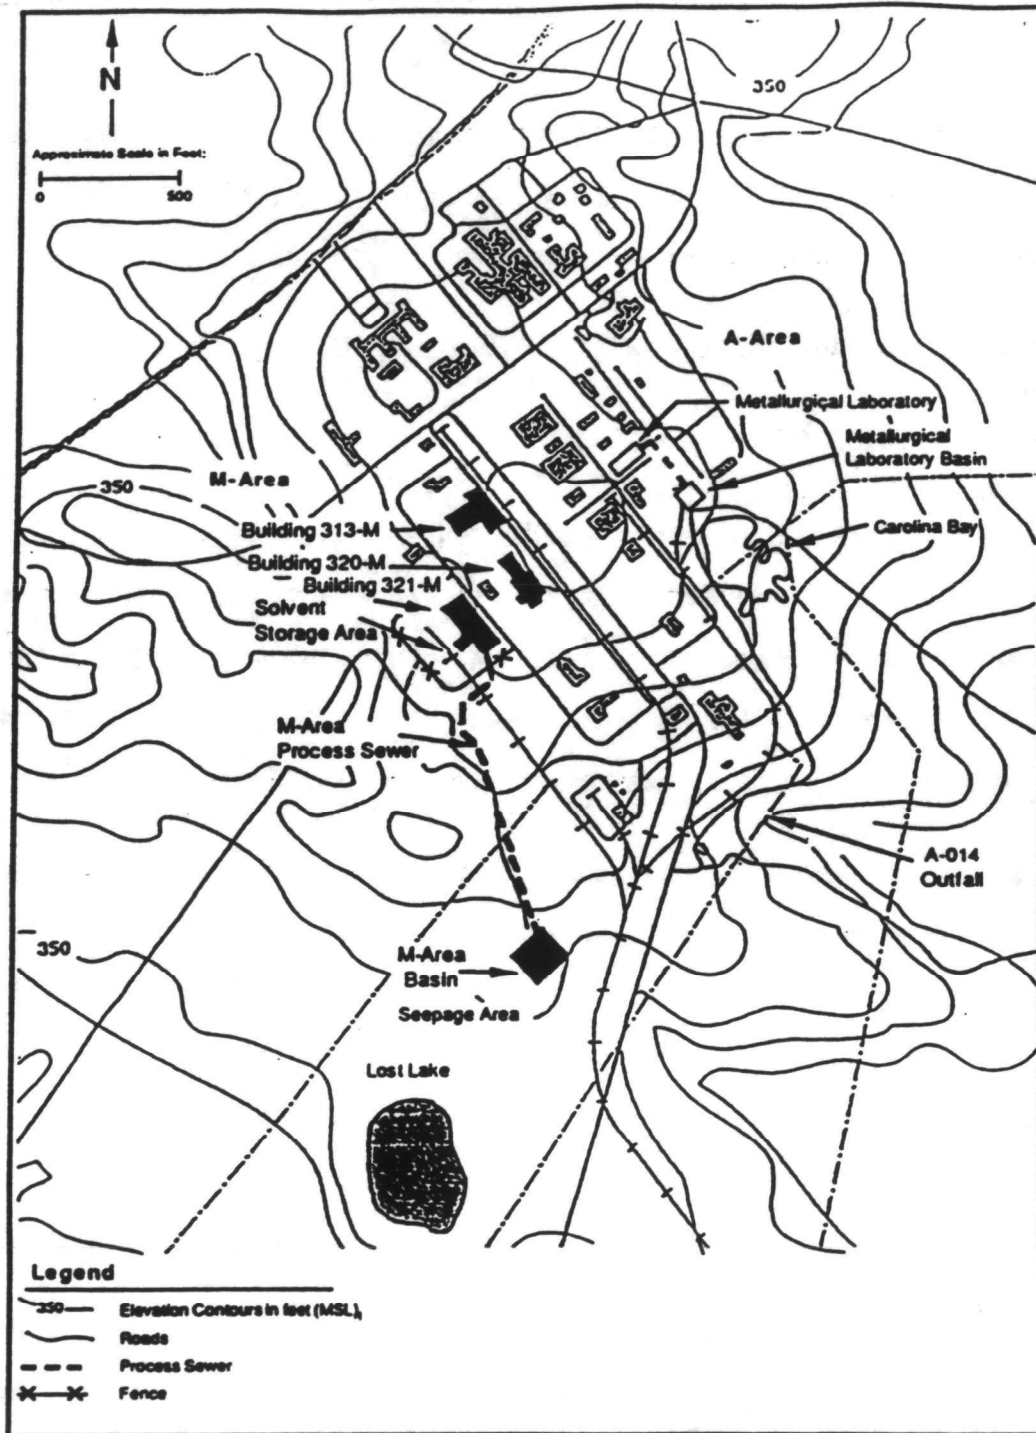 N
Approximate Scale in Feet:
0 500
350
A-Area
Metallurgical Laboratory
Metallurgical
Laboratory Basin
Carolina Bay
M-Area
350
Building 313-M
Building 320-M
Building 321-M
Solvent
Storage Area
M-Area
Process Sewer
A-014
Outfall
350
M-Area
Basin
Seepage Area
Lost Lake
Legend
350 Elevation Contours in feet (MSL)
Roads
Process Sewer
Fence